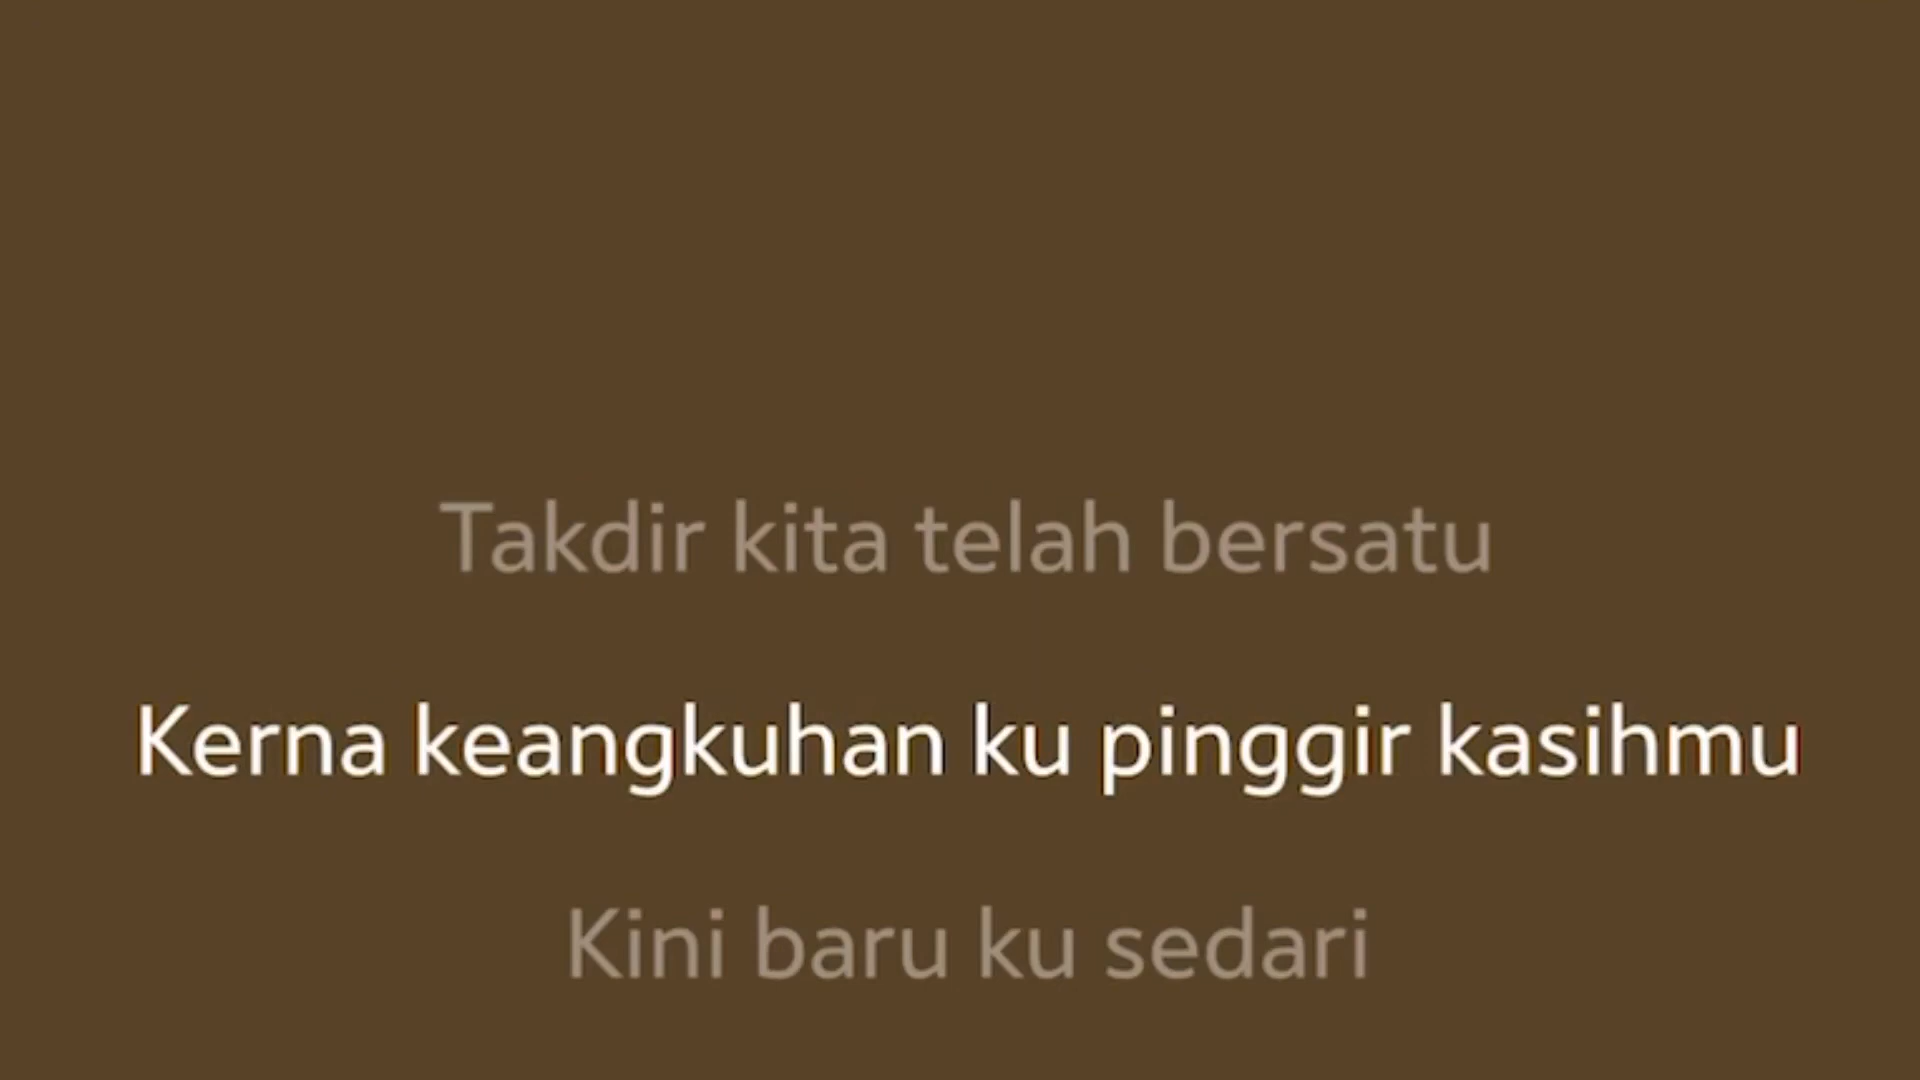 Takdir kita telah bersatu
Kerna keangkuhan ku pinggir kasihmu
Kini baru ku sedari